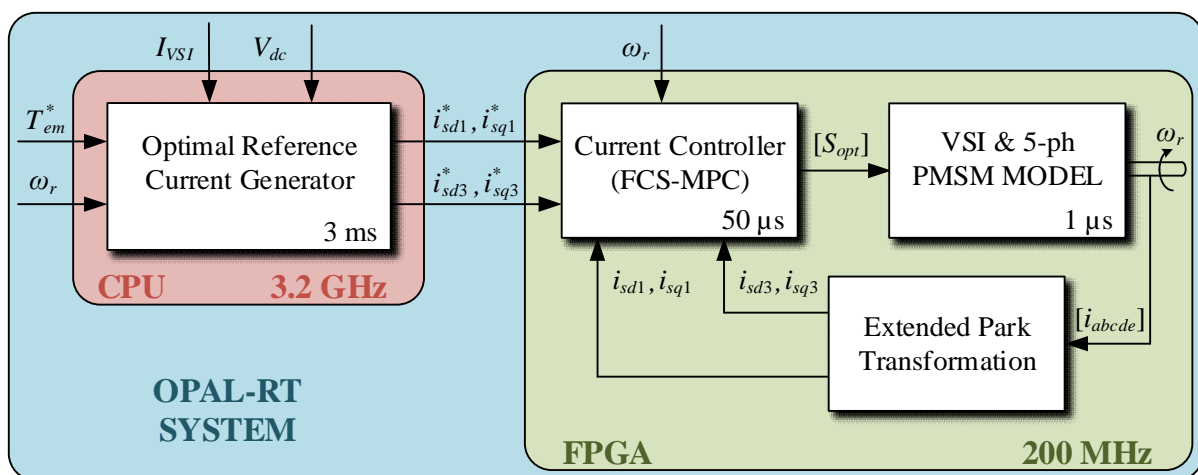 I_VSI
V_dc
ω_r
T*_em
ω_r
Optimal Reference
Current Generator
3 ms
i*_sd1, i*_sq1
i*_sd3, i*_sq3
CPU
3.2 GHz
Current Controller
(FCS-MPC)
50 µs
[S_opt]
VSI & 5-ph
PMSM MODEL
1 µs
ω_r
i_sd1, i_sq1
i_sd3, i_sq3
[i_abcde]
Extended Park
Transformation
OPAL-RT
SYSTEM
FPGA
200 MHz